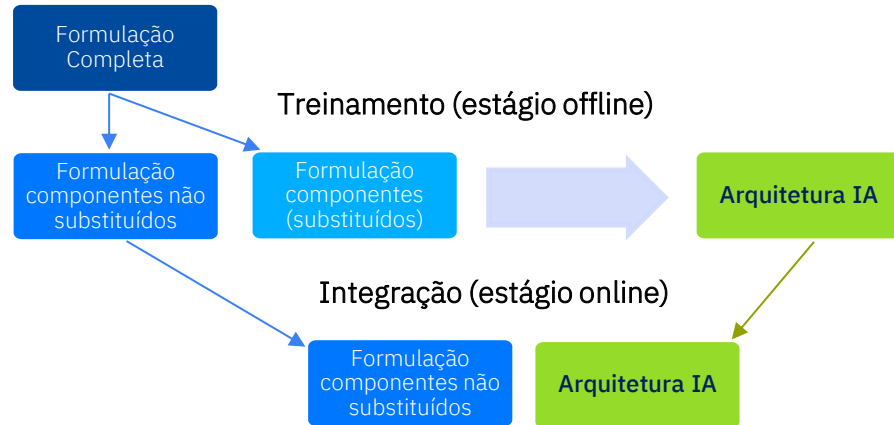 Formulação
Completa
Treinamento (estágio offline)
Formulação
componentes não
substituídos
Formulação
componentes
(substituídos)
Arquitetura IA
Integração (estágio online)
Formulação
componentes não
substituídos
Arquitetura IA